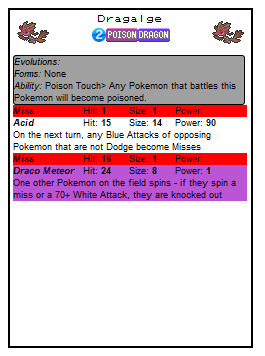 Dragalge
2 POISON DRAGON
Evolutions:
Forms: None
Ability: Poison Touch> Any Pokemon that battles this
Pokemon will become poisoned.
Miss Hit: 1 Size: 1 Power:
Acid Hit: 15 Size: 14 Power: 90
On the next turn, any Blue Attacks of opposing
Pokemon that are not Dodge become Misses
Miss Hit: 16 Size: 1 Power:
Draco Meteor Hit: 24 Size: 8 Power: 1
One other Pokemon on the field spins - if they spin a
miss or a 70+ White Attack, they are knocked out